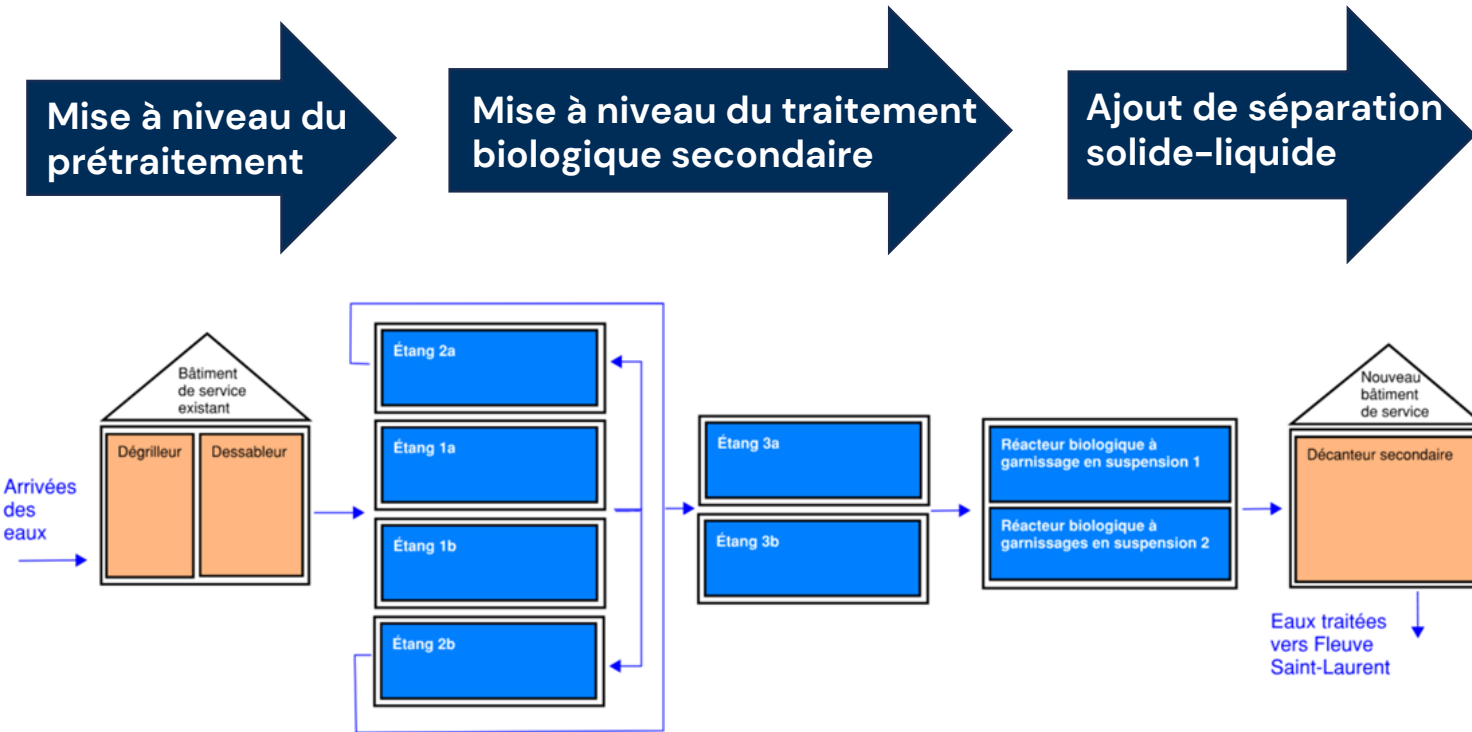 Mise à niveau du
prétraitement
Mise à niveau du traitement
biologique secondaire
Ajout de séparation
solide-liquide
Arrivées
des
eaux
Bâtiment
de service
existant
Dégrilleur
Dessableur
Étang 2a
Étang 1a
Étang 1b
Étang 2b
Étang 3a
Étang 3b
Réacteur biologique à
garnissage en suspension 1
Réacteur biologique à
garnissages en suspension 2
Nouveau
bâtiment
de service
Décanteur secondaire
Eaux traitées
vers Fleuve
Saint-Laurent